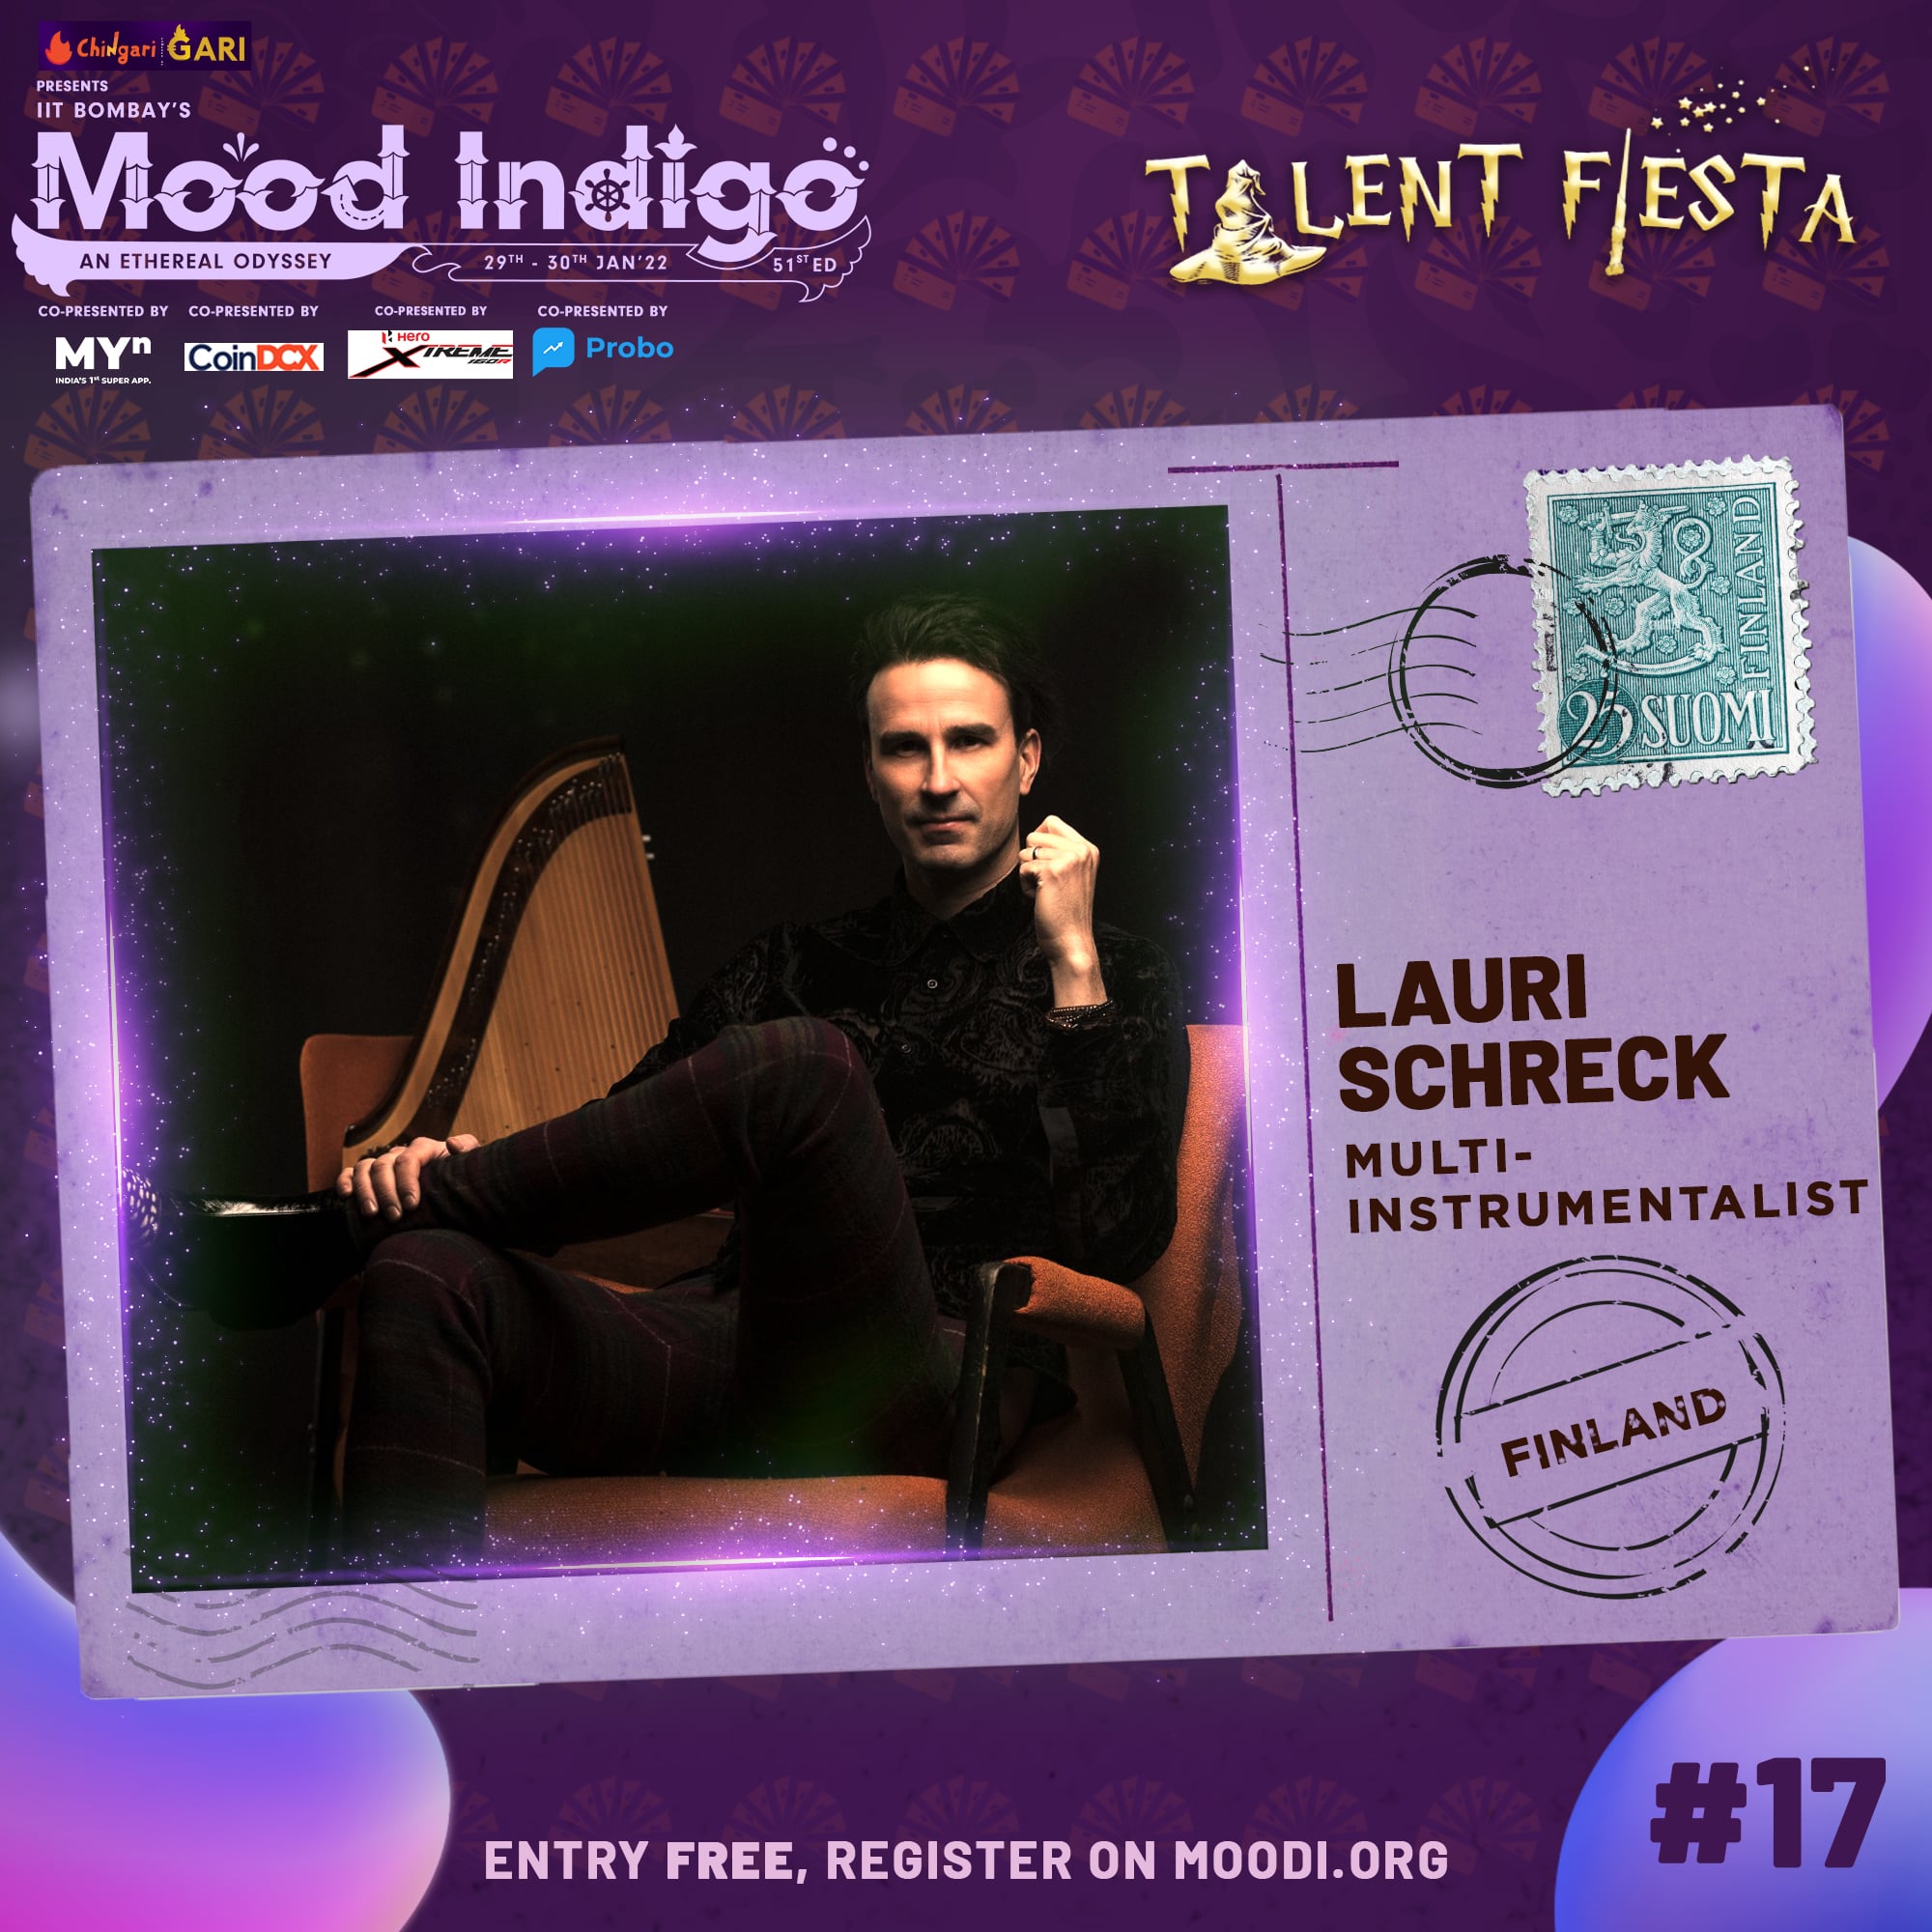 Chingari GARI
PRESENTS
IIT BOMBAY'S
Mood Indigo
AN ETHEREAL ODYSSEY
29TH - 30TH JAN'22
51ST ED
CO-PRESENTED BY CO-PRESENTED BY CO-PRESENTED BY CO-PRESENTED BY
MYn
INDIA'S 1st SUPER APP.
CoinDCX
Hero
XTREME
160R
Probo
TALENT FIESTA
FINLAND
25 SUOMI
LAURI
SCHRECK
MULTI-
INSTRUMENTALIST
FINLAND
#17
ENTRY FREE, REGISTER ON MOODI.ORG